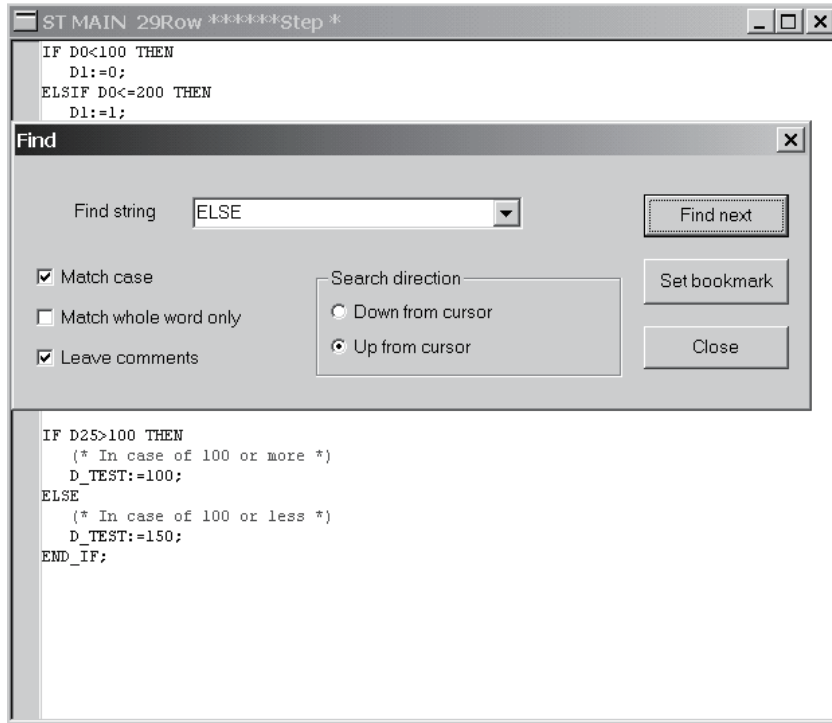 ST MAIN 29Row ******Step *
IF D0<100 THEN
D1:=0;
ELSIF D0<=200 THEN
D1:=1;
Find
Find string ELSE Find next
Match case
Match whole word only
Leave comments
Search direction
Down from cursor
Up from cursor
Set bookmark
Close
IF D25>100 THEN
(* In case of 100 or more *)
D_TEST:=100;
ELSE
(* In case of 100 or less *)
D_TEST:=150;
END_IF;